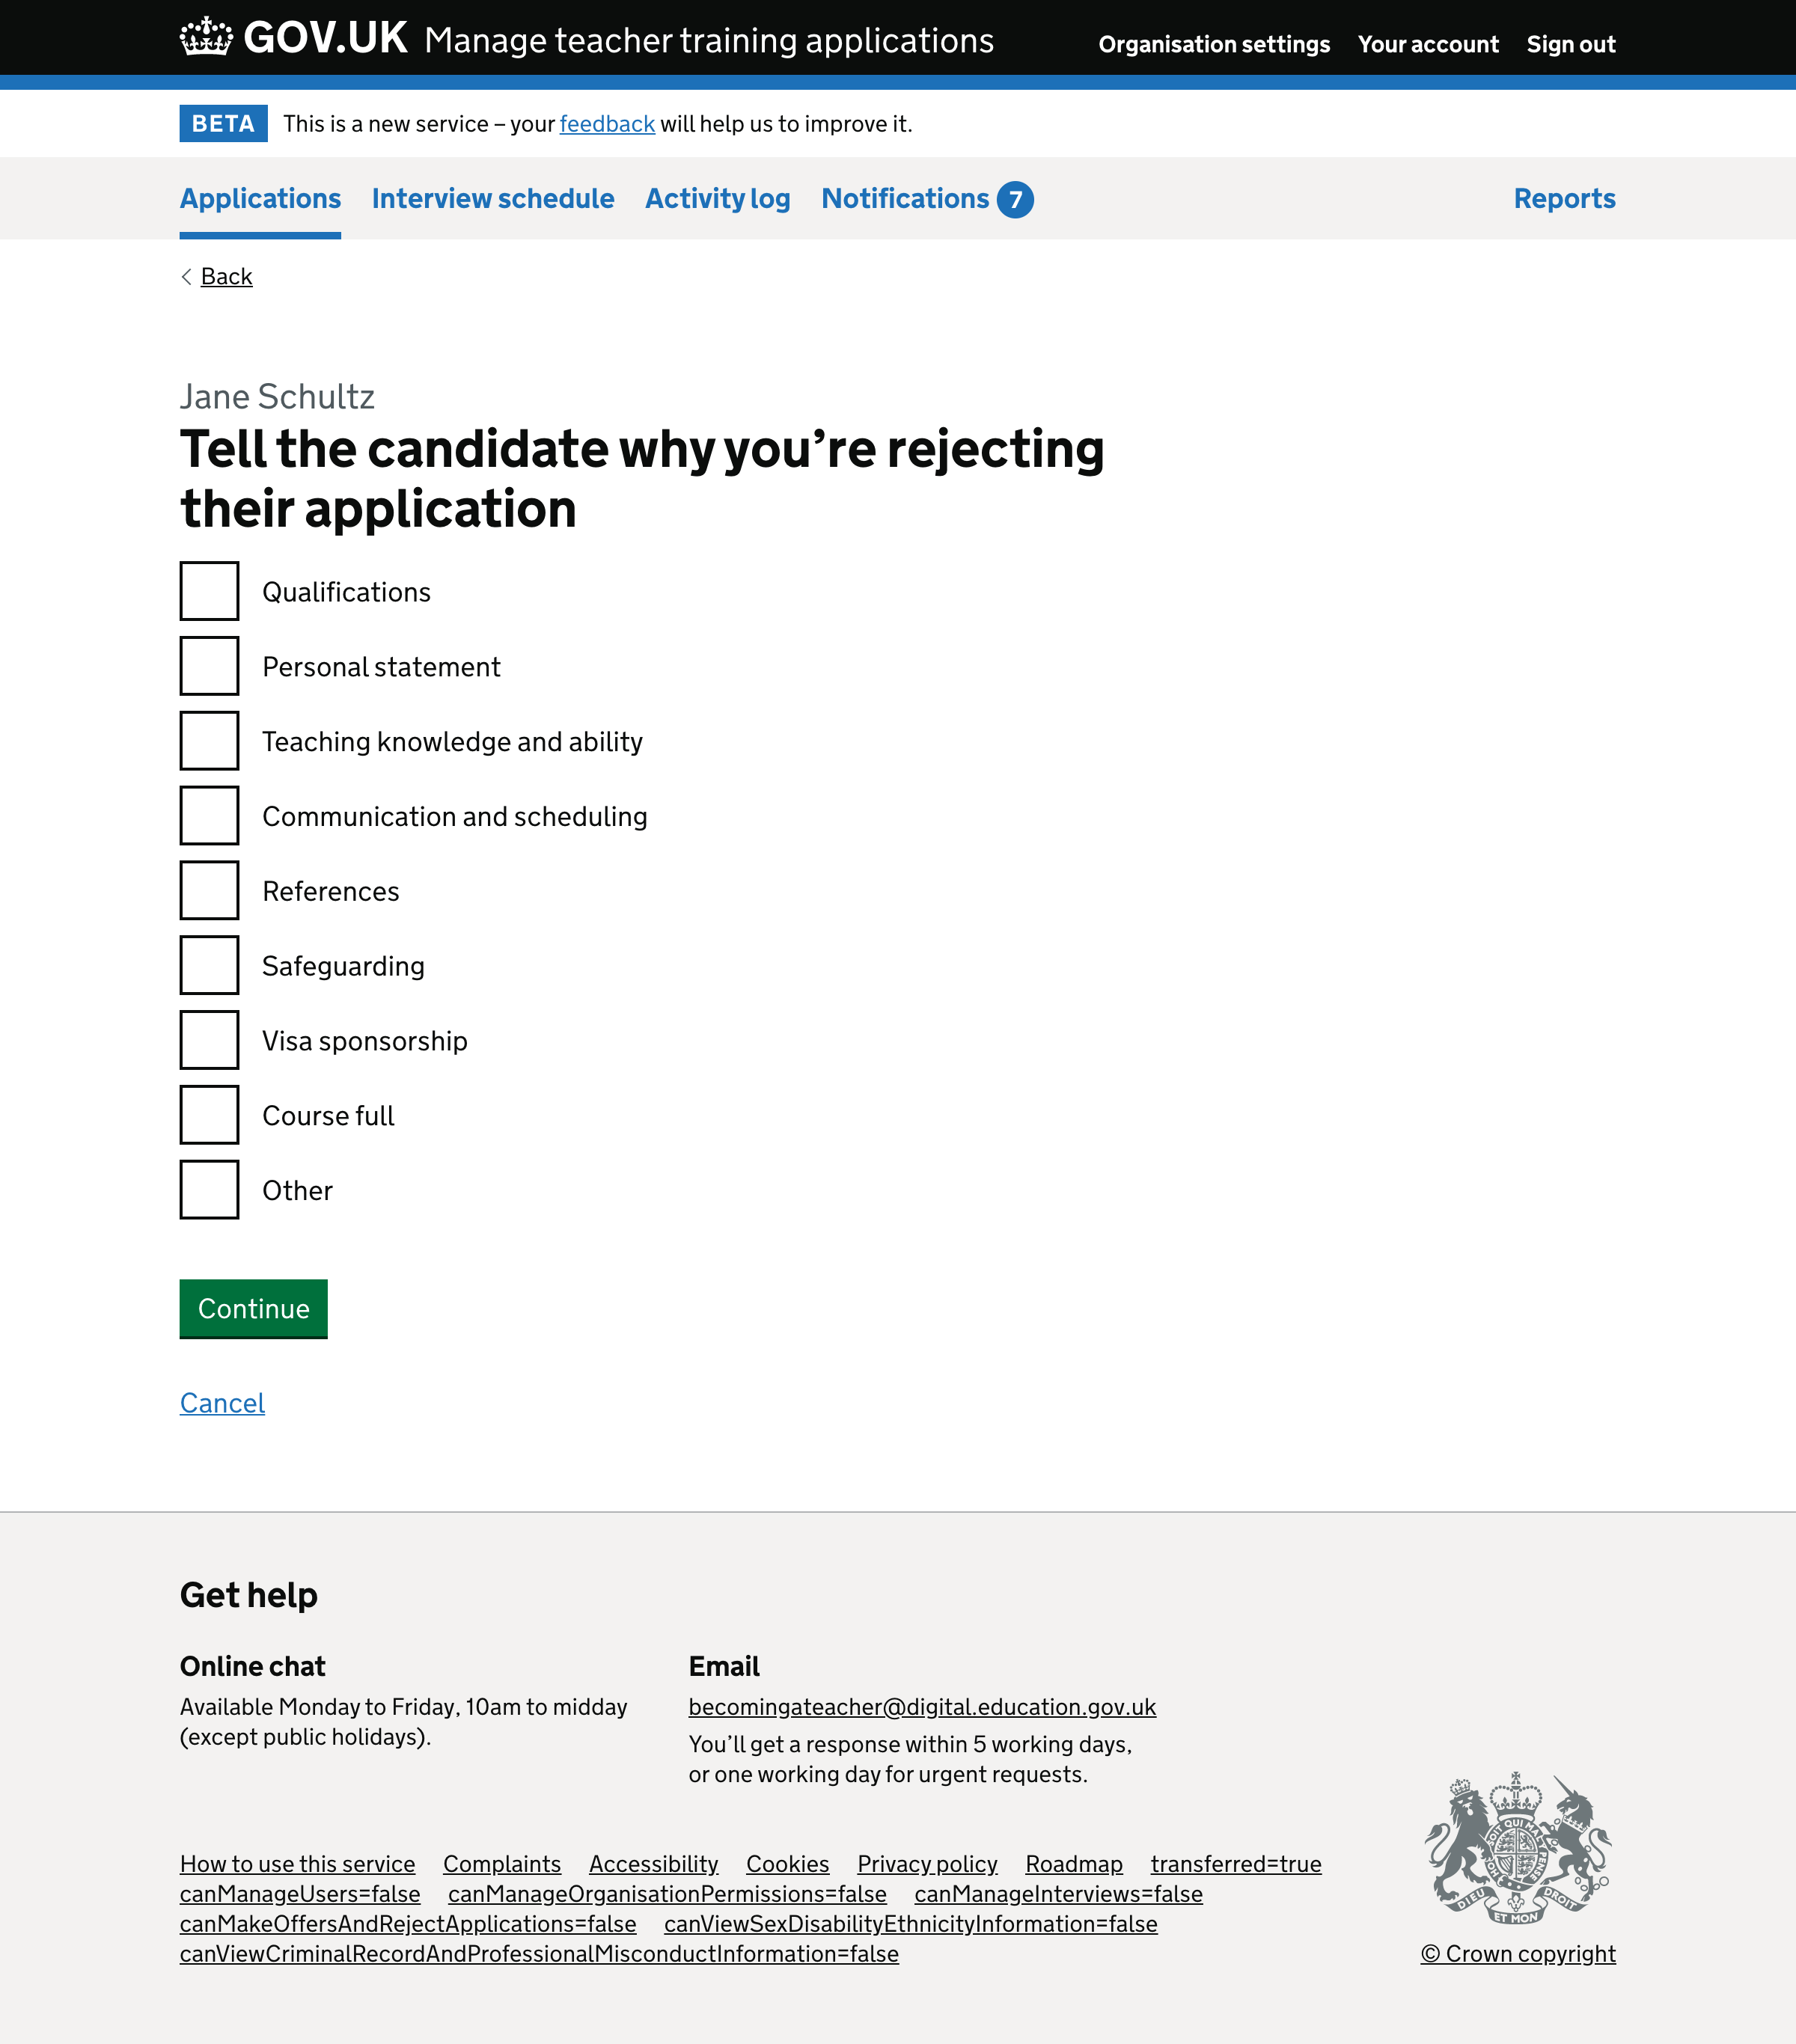 GOV.UK Manage teacher training applications Organisation settings Your account Sign out
BETA This is a new service – your feedback will help us to improve it.
Applications Interview schedule Activity log Notifications 7 Reports
Back
Jane Schultz
Tell the candidate why you’re rejecting
their application
Qualifications
Personal statement
Teaching knowledge and ability
Communication and scheduling
References
Safeguarding
Visa sponsorship
Course full
Other
Continue
Cancel
Get help
Online chat
Available Monday to Friday, 10am to midday
(except public holidays).
Email
becomingateacher@digital.education.gov.uk
You’ll get a response within 5 working days,
or one working day for urgent requests.
How to use this service Complaints Accessibility Cookies Privacy policy Roadmap transferred=true
canManageUsers=false canManageOrganisationPermissions=false canManageInterviews=false
canMakeOffersAndRejectApplications=false canViewSexDisabilityEthnicityInformation=false
canViewCriminalRecordAndProfessionalMisconductInformation=false
DIEU ET MON DROIT
© Crown copyright